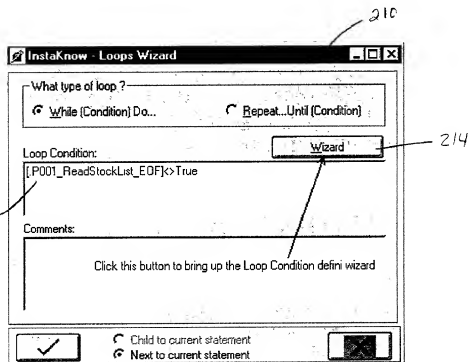 210
InstaKnow - Loops Wizard
What type of loop ?
While (Condition) Do...
Repeat...Until (Condition)
Loop Condition:
Wizard
214
[.P001_ReadStockList_EOF]<>True
Comments:
Click this button to bring up the Loop Condition defini wizard
Child to current statement
Next to current statement